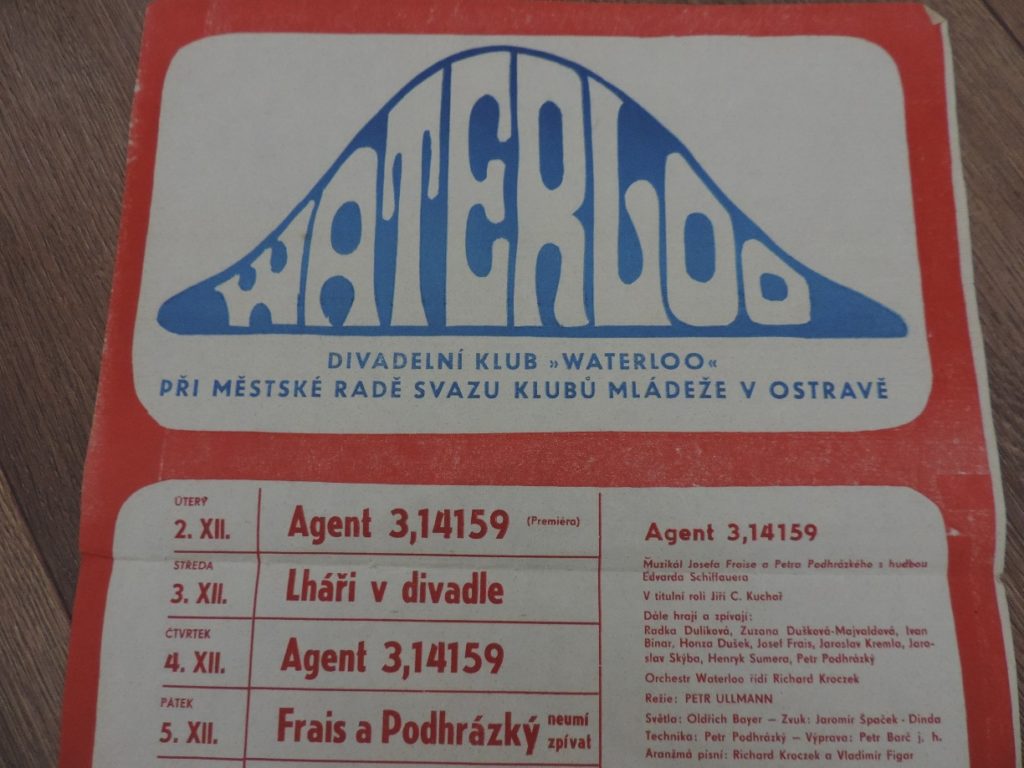 WATERLOO
DIVADELNÍ KLUB »WATERLOO«
PŘI MĚSTSKÉ RADĚ SVAZU KLUBŮ MLÁDEŽE V OSTRAVĚ
ÚTERÝ
2. XII.
Agent 3,14159 (Premiéra)
STŘEDA
3. XII.
Lháři v divadle
ČTVRTEK
4. XII.
Agent 3,14159
PÁTEK
5. XII.
Frais a Podhrázký neumí
zpívat
Agent 3,14159
Muzikál Josefa Fraise a Petra Podhrázkého s hudbou
Edvarda Schiffauera
V titulní roli Jiří C. Kuchař
Dále hrají a zpívají:
Radka Dulíková, Zuzana Dušková-Majvaldová, Ivan
Binar, Honza Dušek, Josef Frais, Jaroslav Kremla, Jaro-
slav Skýba, Henryk Sumera, Petr Podhrázký
Orchestr Waterloo řídí Richard Kroczek
Režie: PETR ULLMANN
Světla: Oldřich Bayer — Zvuk: Jaromír Špaček - Dinda
Technika: Petr Podhrázký — Výprava: Petr Barč j. h.
Aranžmá písní: Richard Kroczek a Vladimír Figar